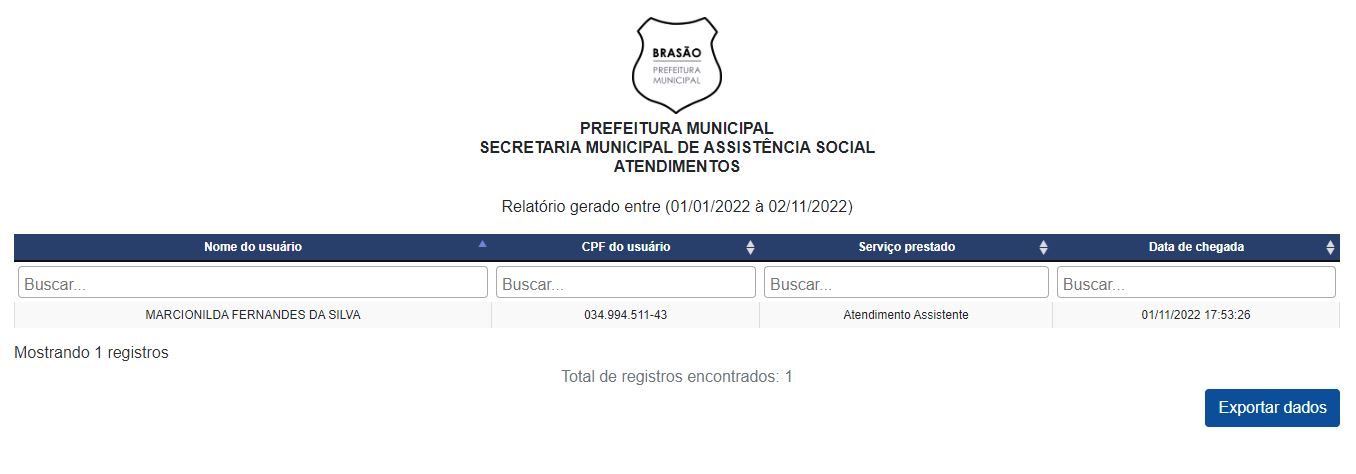 BRASÃO
PREFEITURA
MUNICIPAL
PREFEITURA MUNICIPAL
SECRETARIA MUNICIPAL DE ASSISTÊNCIA SOCIAL
ATENDIMENTOS
Relatório gerado entre (01/01/2022 à 02/11/2022)
Nome do usuário CPF do usuário Serviço prestado Data de chegada
Buscar... Buscar... Buscar... Buscar...
MARCIONILDA FERNANDES DA SILVA 034.994.511-43 Atendimento Assistente 01/11/2022 17:53:26
Mostrando 1 registros
Total de registros encontrados: 1
Exportar dados